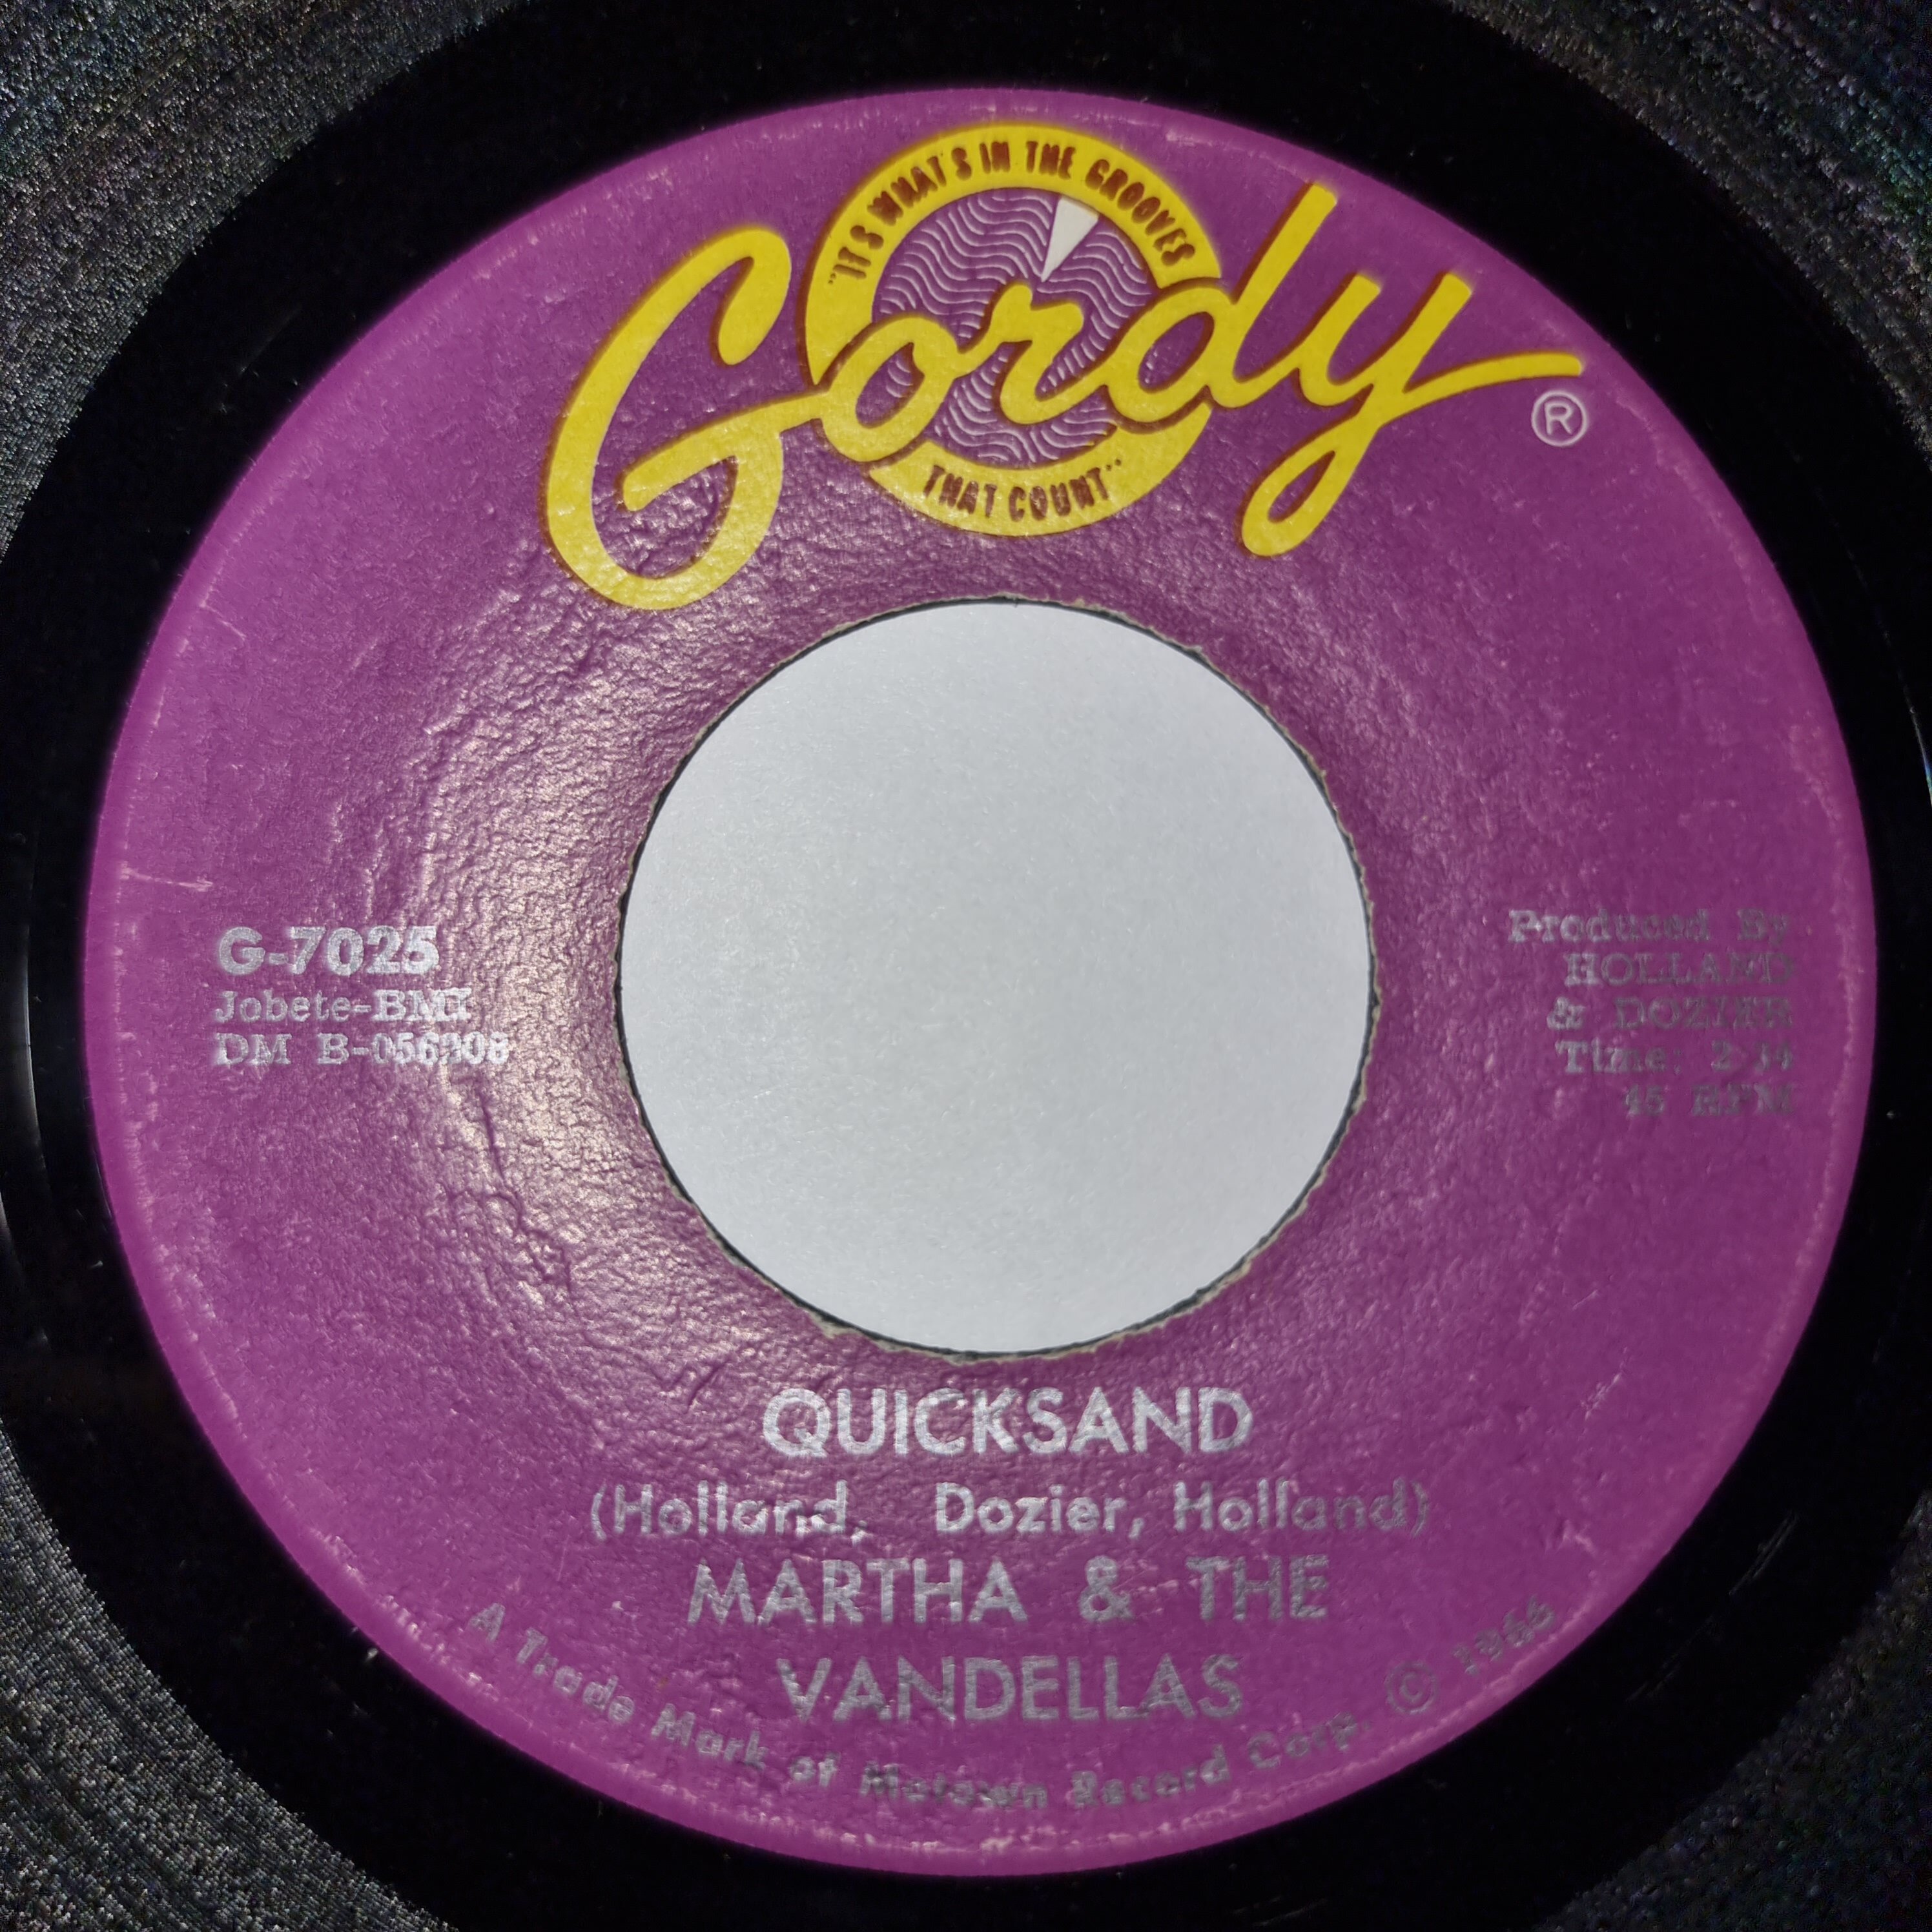 "IT'S WHAT'S IN THE GROOVES
Gordy ®
THAT COUNT"
G-7025
Jobete-BMI
DM B-056908
Produced By
HOLLAND
& DOZIER
Time: 2:34
45 RPM
QUICKSAND
(Holland, Dozier, Holland)
MARTHA & THE
VANDELLAS
A Trade Mark of Motown Record Corp. © 1966